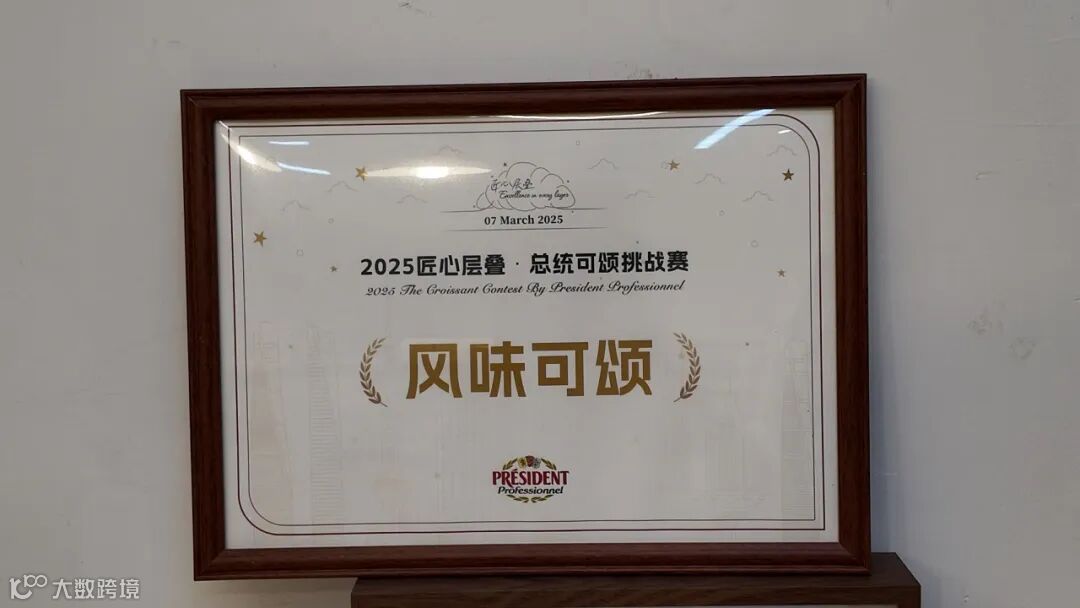 匠心层叠
Excellence in every layer
07 March 2025
2025匠心层叠·总统可颂挑战赛
2025 The Croissant Contest By President Professionnel
风味可颂
PRÉSIDENT
Professionnel
大数跨境